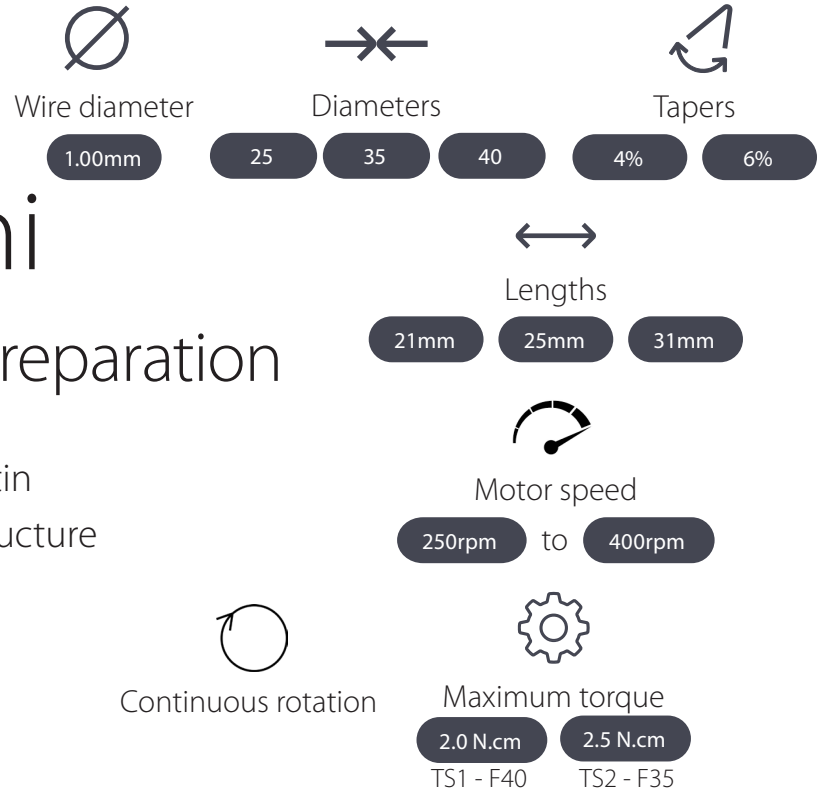 Wire diameter Diameters Tapers
1.00mm 25 35 40 4% 6%
Lengths
reparation
21mm 25mm 31mm
Motor speed
ucture
250rpm to 400rpm
Continuous rotation Maximum torque
2.0 N.cm 2.5 N.cm
TS1 - F40 TS2 - F35